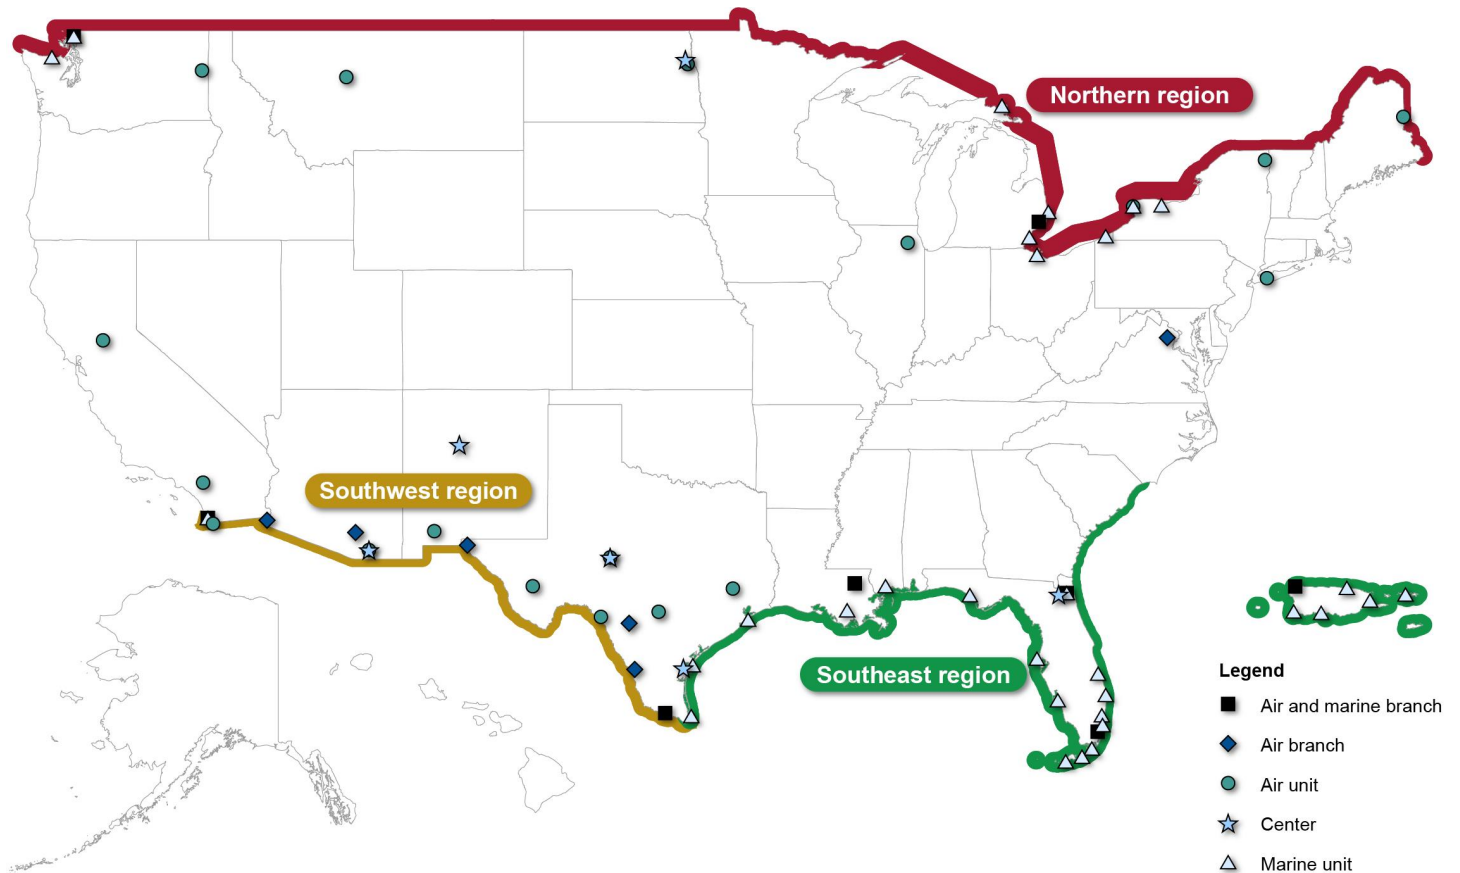 Northern region
Southwest region
Southeast region
Legend
Air and marine branch
Air branch
Air unit
Center
Marine unit